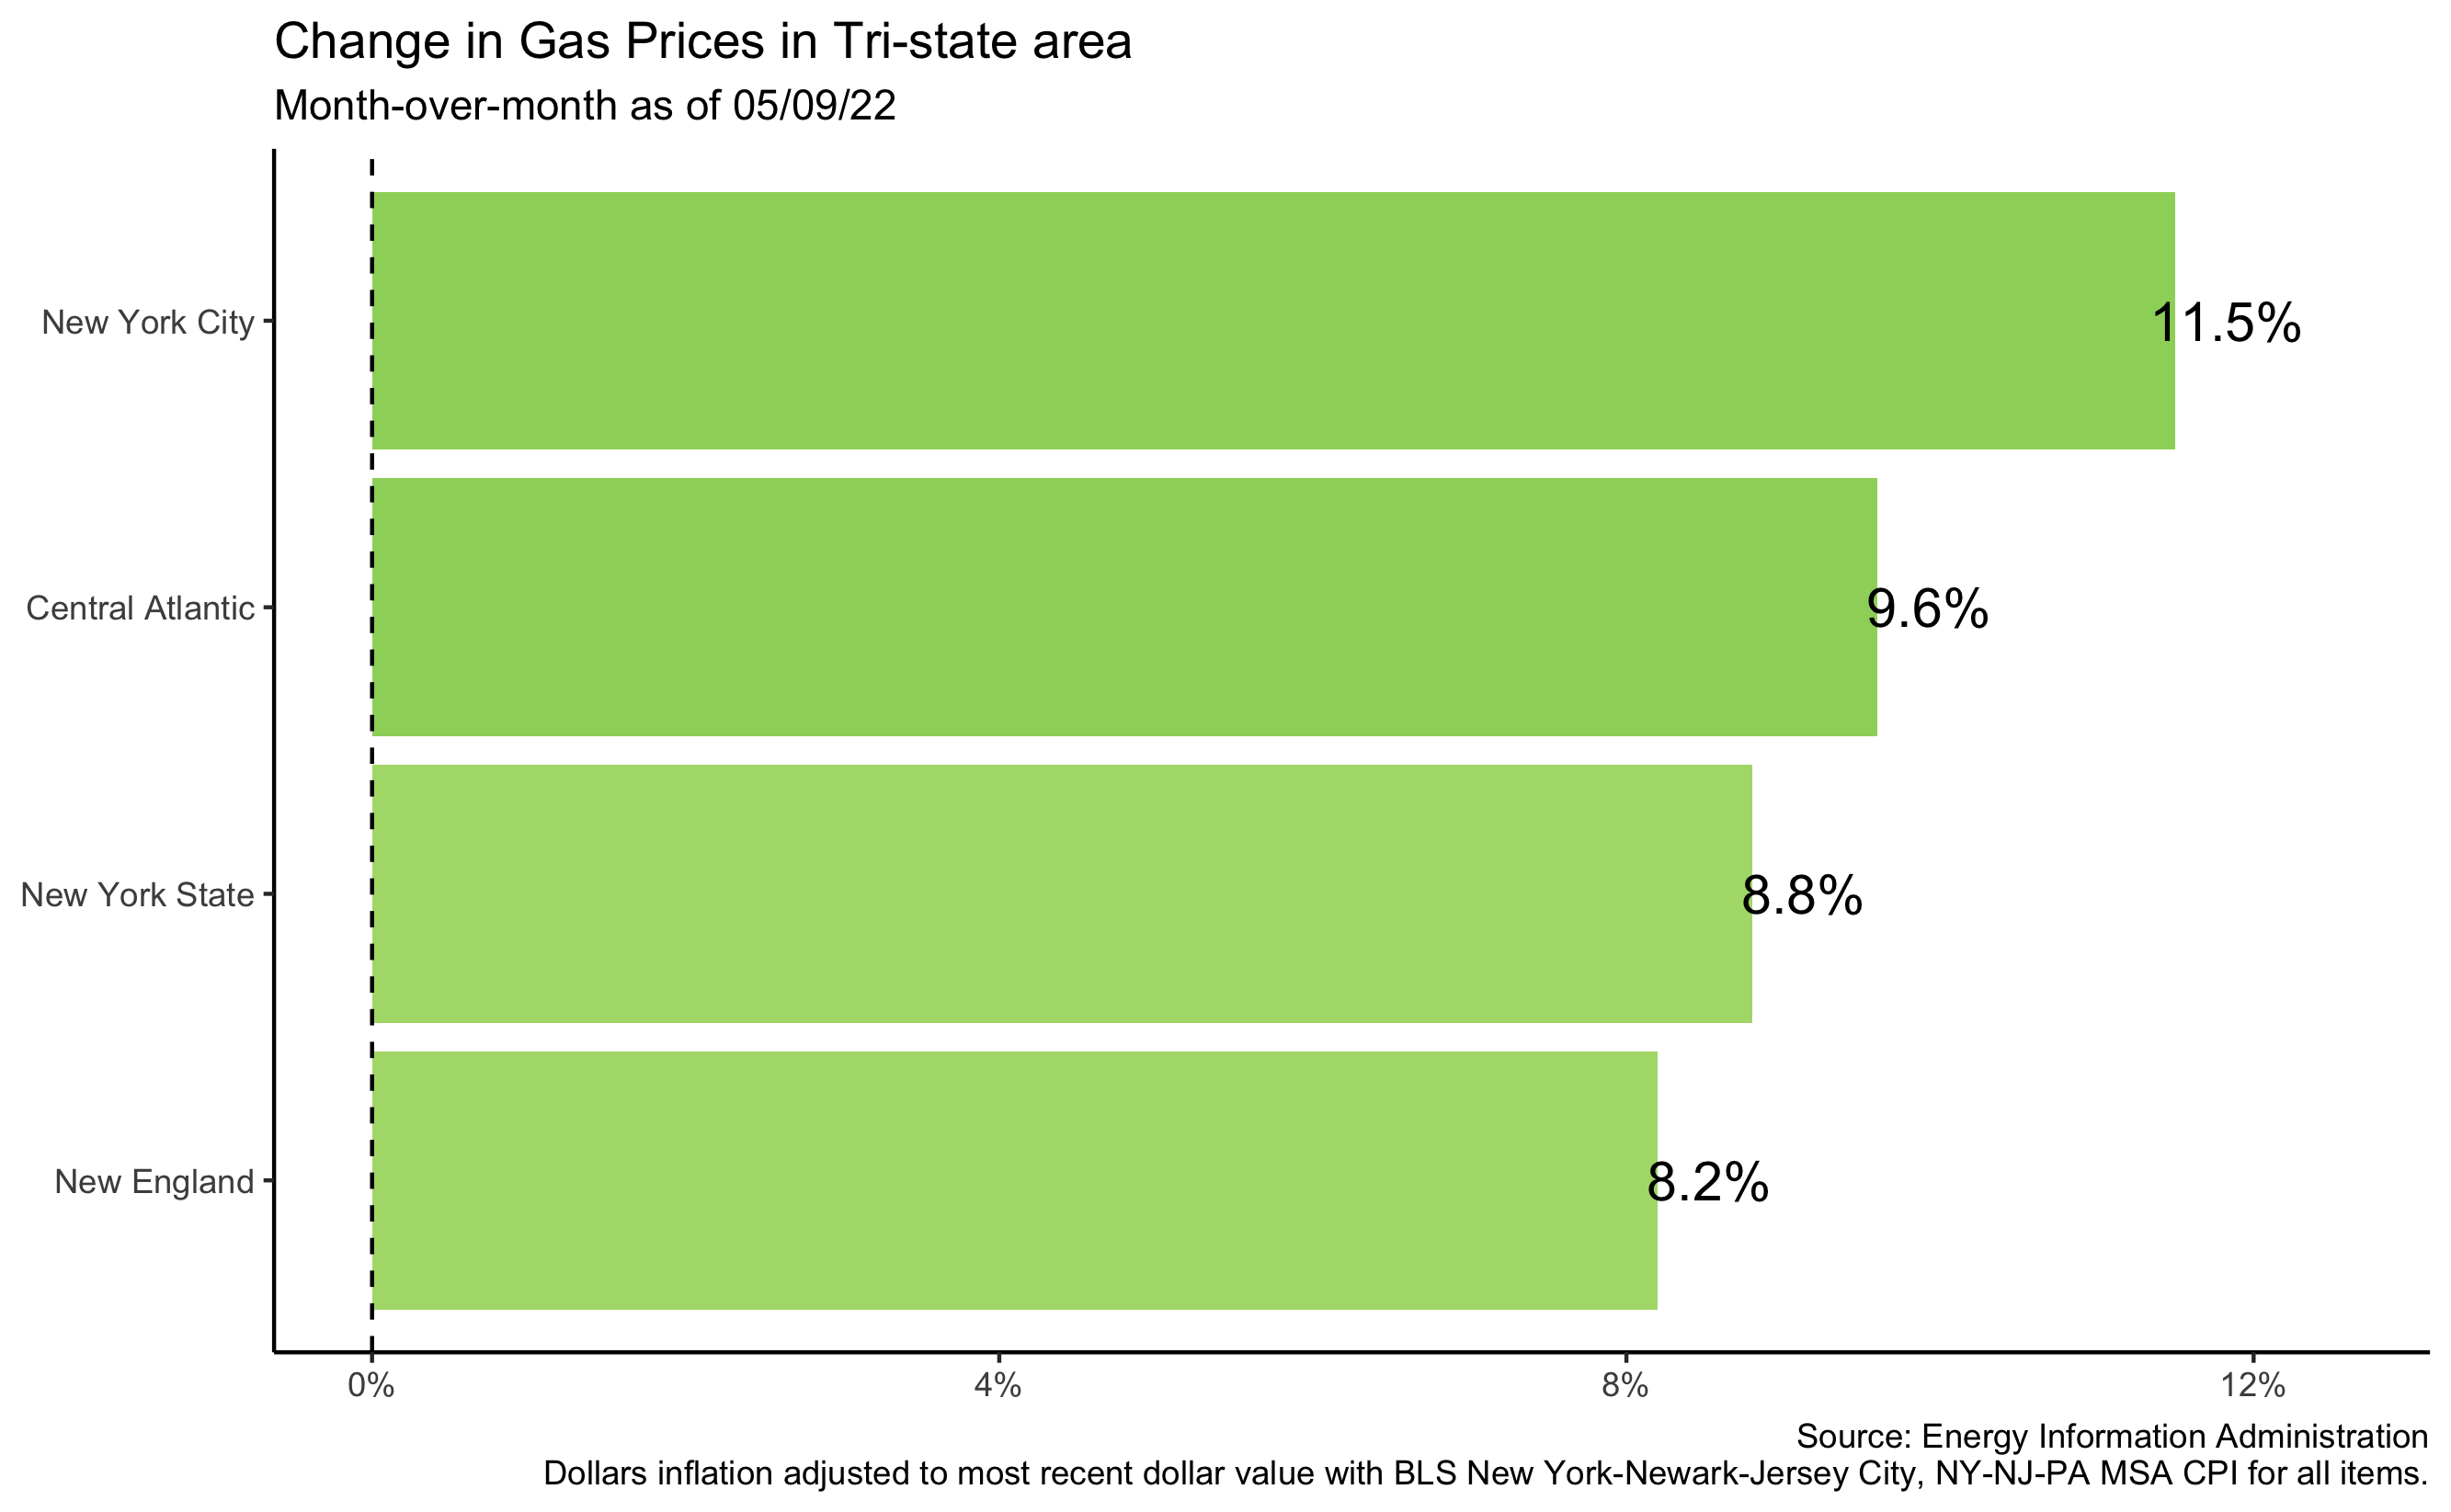 Change in Gas Prices in Tri-state area
Month-over-month as of 05/09/22
New York City
11.5%
Central Atlantic
9.6%
New York State
8.8%
New England
8.2%
0%
4%
8%
12%
Source: Energy Information Administration
Dollars inflation adjusted to most recent dollar value with BLS New York-Newark-Jersey City, NY-NJ-PA MSA CPI for all items.